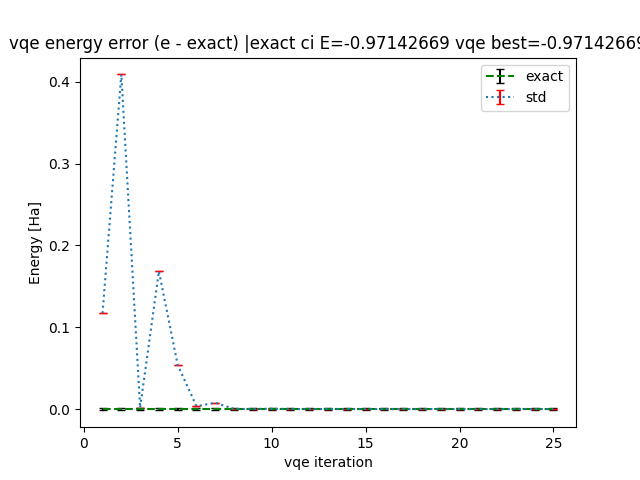 vqe energy error (e - exact) |exact ci E=-0.97142669 vqe best=-0.97142669
exact
std
0.4
0.3
0.2
0.1
0.0
Energy [Ha]
0 5 10 15 20 25
vqe iteration